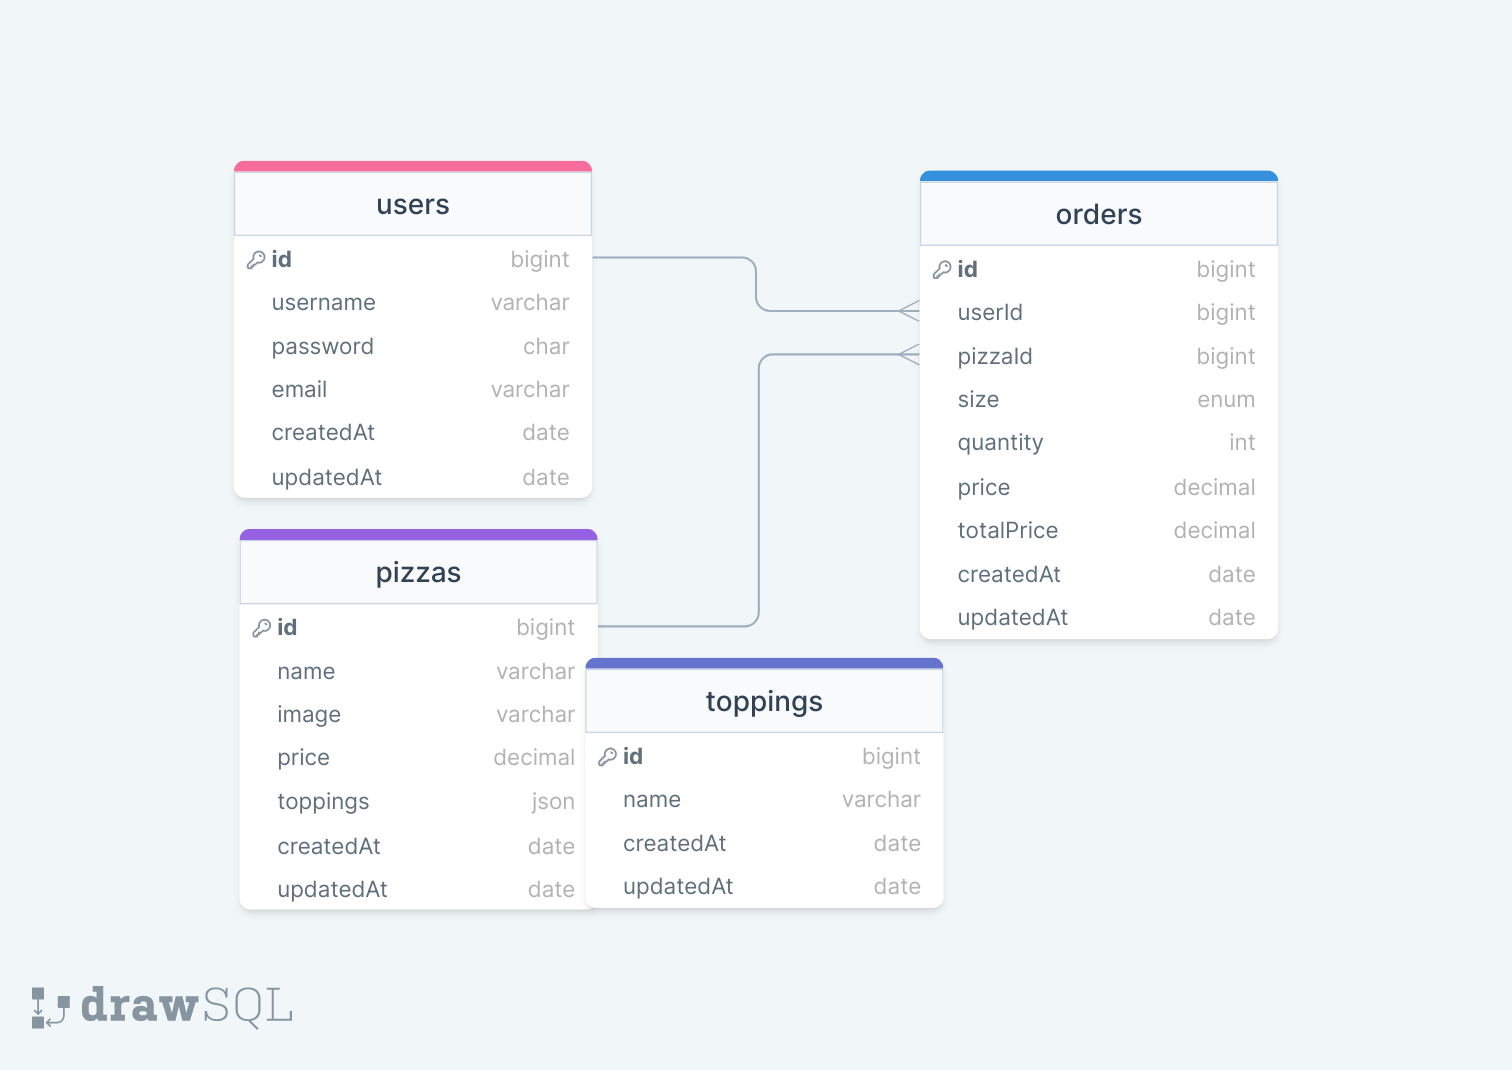 users
id bigint
username varchar
password char
email varchar
createdAt date
updatedAt date
orders
id bigint
userId bigint
pizzaId bigint
size enum
quantity int
price decimal
totalPrice decimal
createdAt date
updatedAt date
pizzas
id bigint
name varchar
image varchar
price decimal
toppings json
createdAt date
updatedAt date
toppings
id bigint
name varchar
createdAt date
updatedAt date
drawSQL